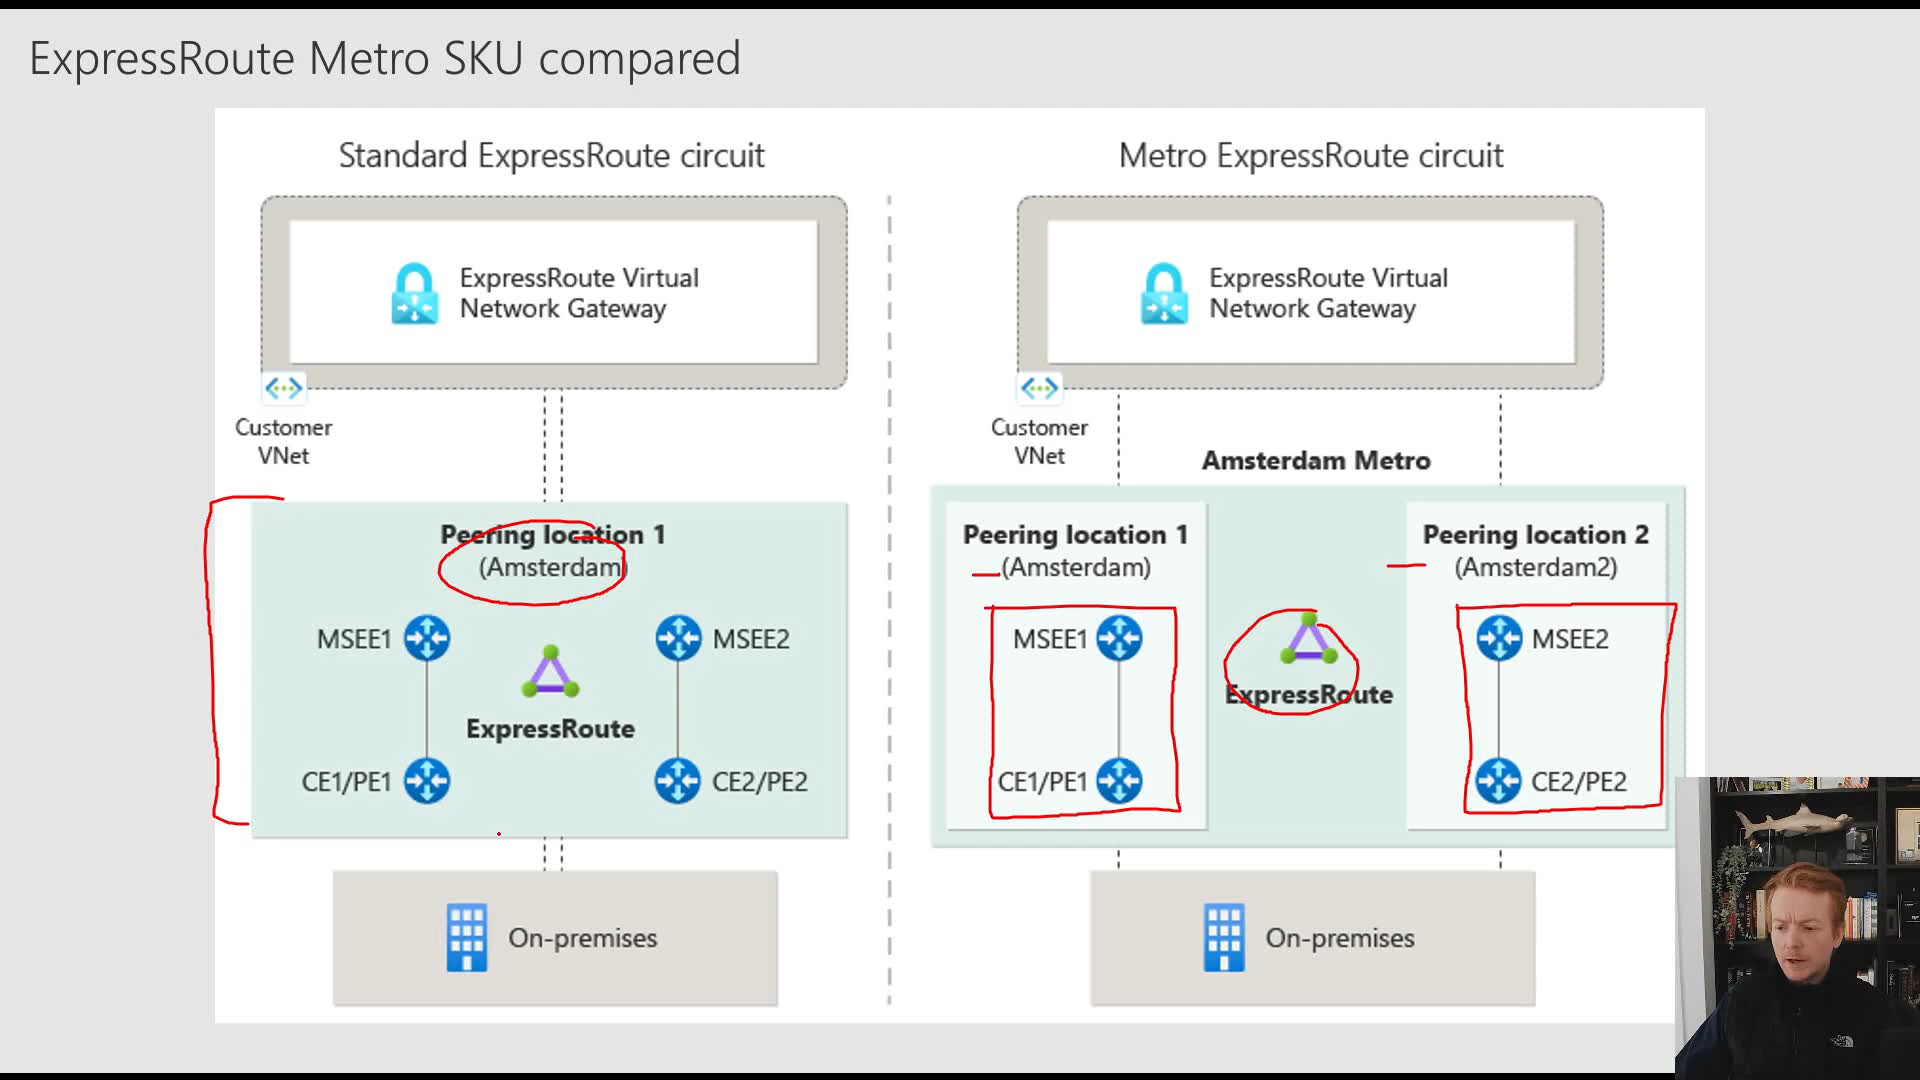 ExpressRoute Metro SKU compared
Standard ExpressRoute circuit
ExpressRoute Virtual
Network Gateway
Customer
VNet
Peering location 1
(Amsterdam)
MSEE1
MSEE2
ExpressRoute
CE1/PE1
CE2/PE2
On-premises
Metro ExpressRoute circuit
ExpressRoute Virtual
Network Gateway
Customer
VNet
Amsterdam Metro
Peering location 1
(Amsterdam)
MSEE1
CE1/PE1
ExpressRoute
Peering location 2
(Amsterdam2)
MSEE2
CE2/PE2
On-premises